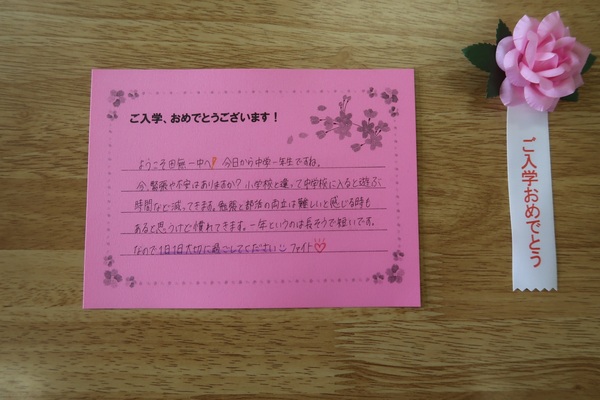 ご入学、おめでとうございます!
ようこそ田無一中へ 今日から中学一年生ですね。
今、緊張や不安はありますか?小学校と違って中学校に入ると遊ぶ
時間など減ってきます。勉強と部活の両立は難しいと感じる時も
あると思うけど慣れてきます。一年というのは長そうで短いです。
なので1日1日大切に過ごしてください ファイト♡
ご入学おめでとう